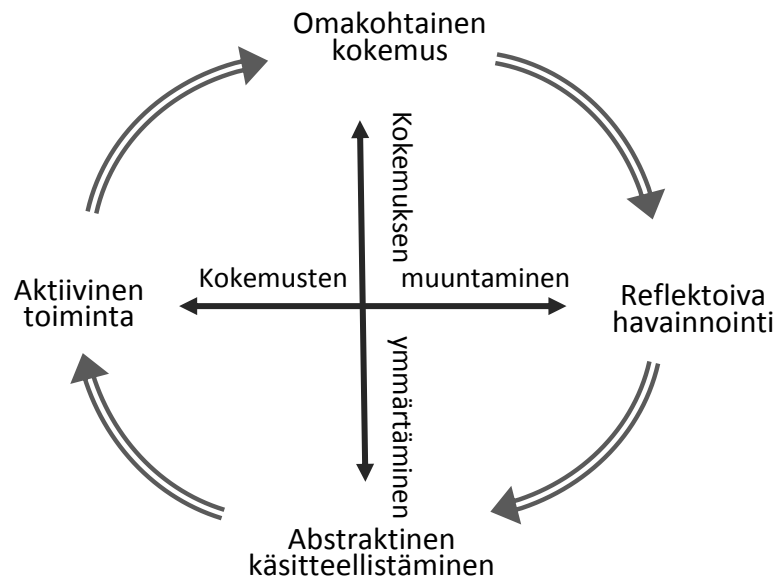 Omakohtainen
kokemus
Kokemuksen
Kokemusten muuntaminen
Aktiivinen
toiminta
Reflektoiva
havainnointi
ymmärtäminen
Abstraktinen
käsitteellistäminen